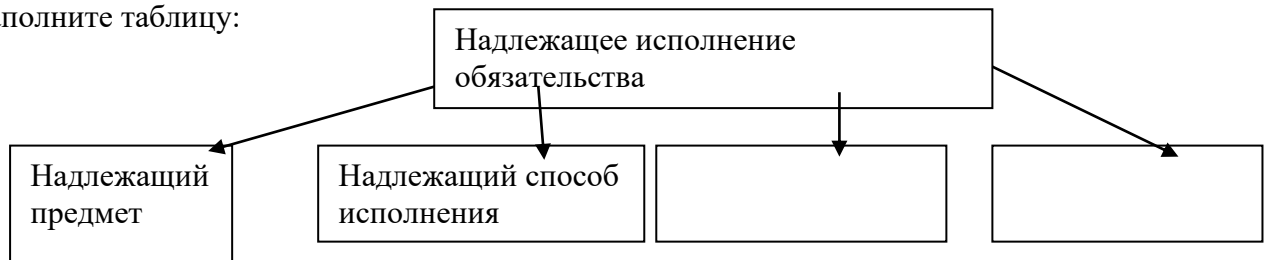 полните таблицу:
Надлежащее исполнение
обязательства
Надлежащий
предмет
Надлежащий способ
исполнения